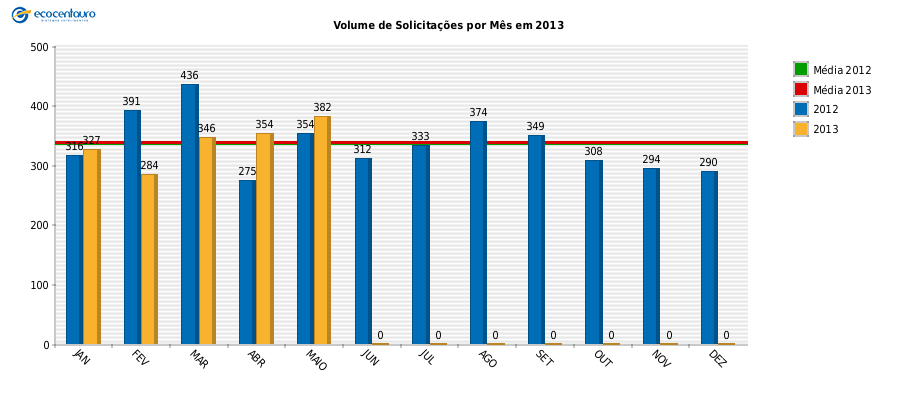 ecocentauro
Volume de Solicitações por Mês em 2013
500
400
300
200
100
0
316
327
391
284
436
346
275
354
354
382
312
0
333
0
374
0
349
0
308
0
294
0
290
0
JAN
FEV
MAR
ABR
MAIO
JUN
JUL
AGO
SET
OUT
NOV
DEZ
Média 2012
Média 2013
2012
2013